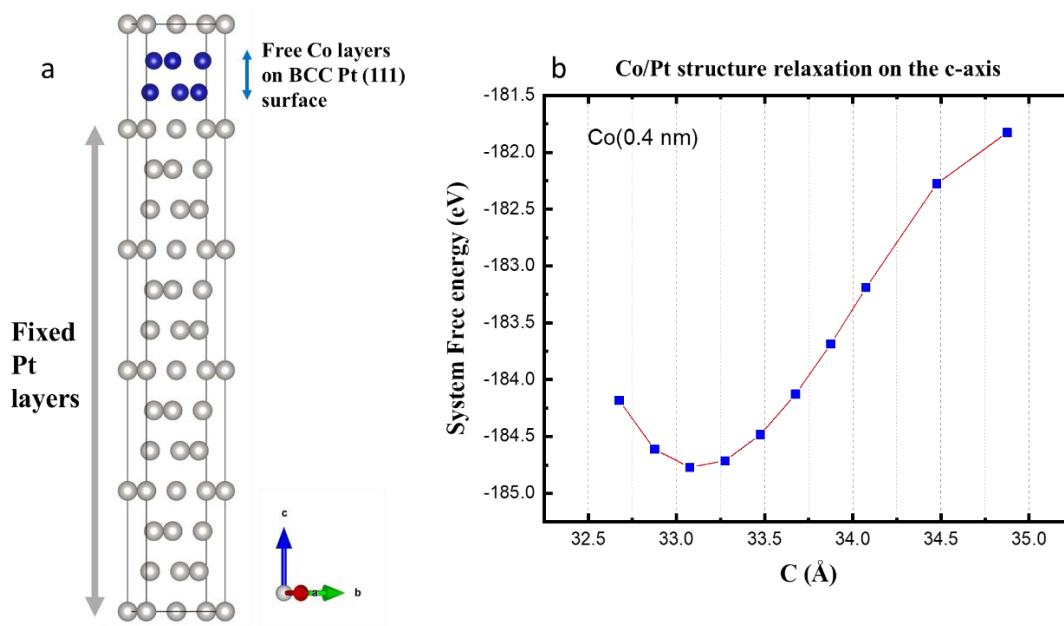 a
Free Co layers
on BCC Pt (111)
surface
Fixed
Pt
layers
c
a
b
b
Co/Pt structure relaxation on the c-axis
Co(0.4 nm)
System Free energy (eV)
-181.5
-182.0
-182.5
-183.0
-183.5
-184.0
-184.5
-185.0
32.5 33.0 33.5 34.0 34.5 35.0
C (Å)